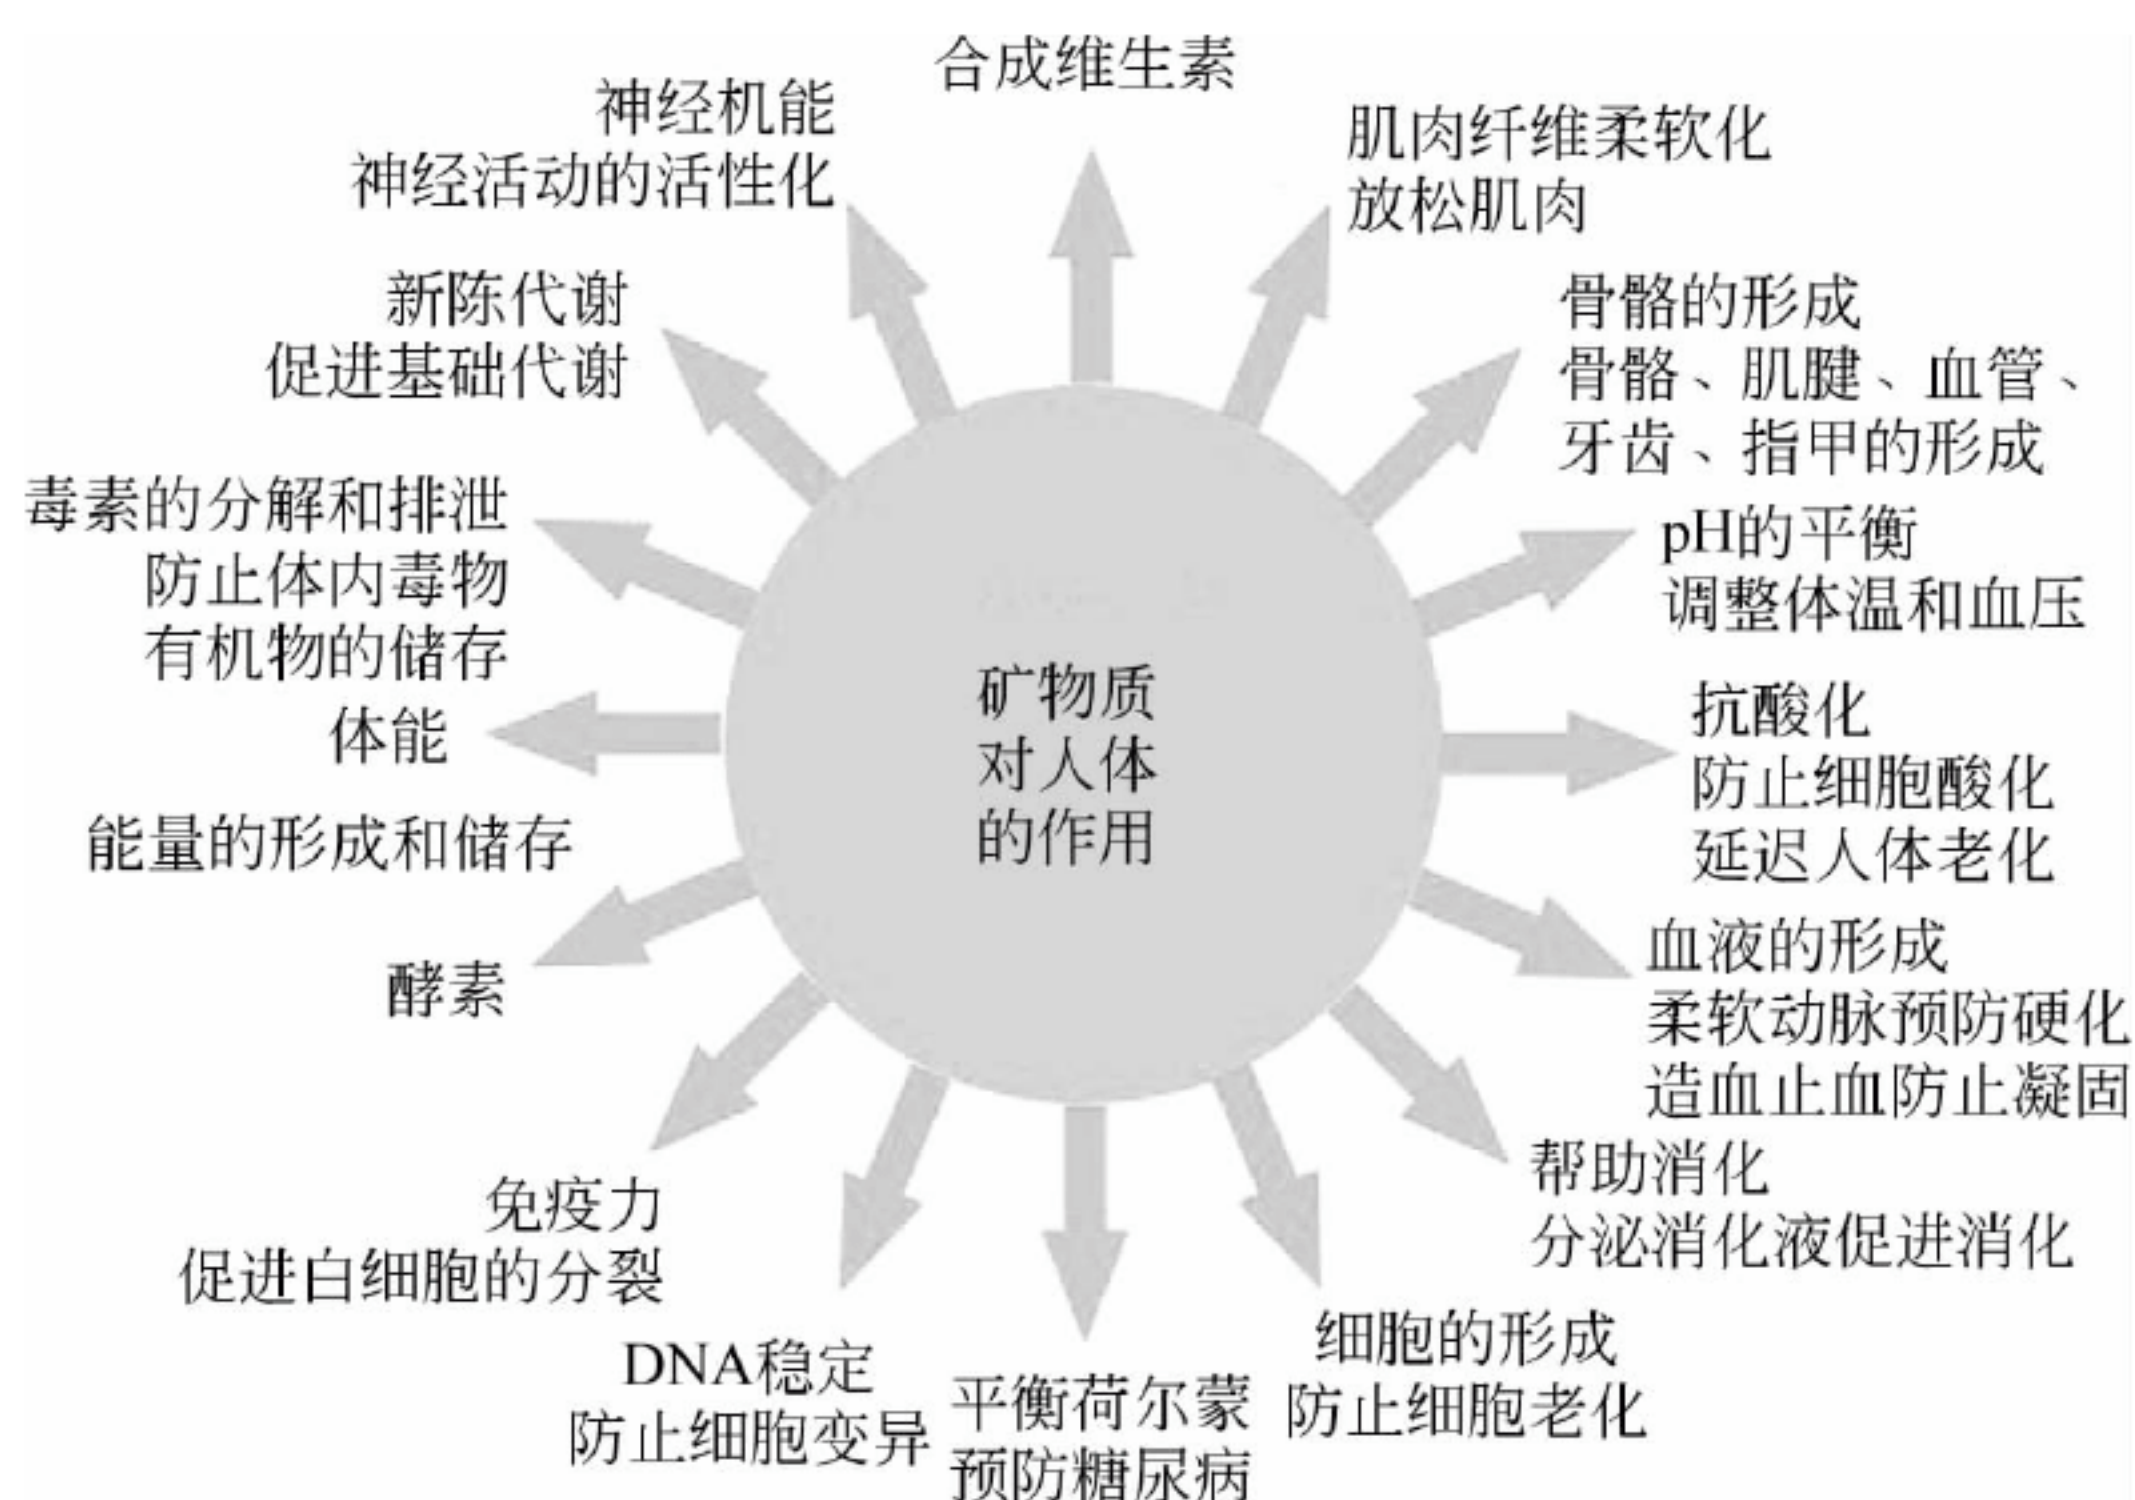 合成维生素
肌肉纤维柔软化
放松肌肉
骨骼的形成
骨骼、肌腱、血管、
牙齿、指甲的形成
pH的平衡
调整体温和血压
抗酸化
防止细胞酸化
延迟人体老化
血液的形成
柔软动脉预防硬化
造血止血防止凝固
帮助消化
分泌消化液促进消化
细胞的形成
防止细胞老化
平衡荷尔蒙
预防糖尿病
DNA稳定
防止细胞变异
免疫力
促进白细胞的分裂
酵素
能量的形成和储存
体能
毒素的分解和排泄
防止体内毒物
有机物的储存
新陈代谢
促进基础代谢
神经机能
神经活动的活性化
矿物质
对人体
的作用